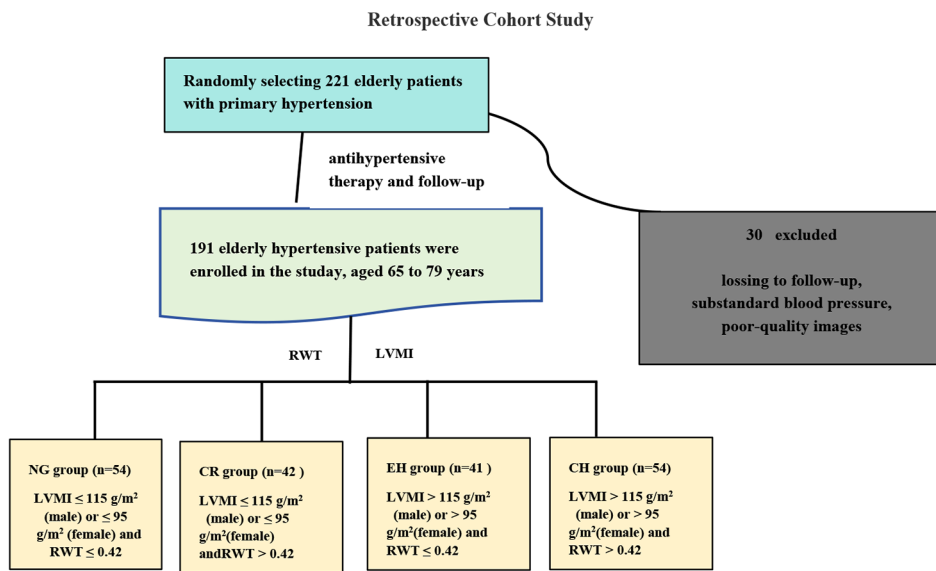 Retrospective Cohort Study
Randomly selecting 221 elderly patients
with primary hypertension
antihypertensive
therapy and follow-up
191 elderly hypertensive patients were
enrolled in the studay, aged 65 to 79 years
30 excluded
lossing to follow-up,
substandard blood pressure,
poor-quality images
RWT
LVMI
NG group (n=54)
LVMI ≤ 115 g/m²
(male) or ≤ 95
g/m² (female) and
RWT ≤ 0.42
CR group (n=42 )
LVMI ≤ 115 g/m²
(male) or ≤ 95
g/m²(female)
andRWT > 0.42
EH group (n=41 )
LVMI > 115 g/m²
(male) or > 95
g/m²(female) and
RWT ≤ 0.42
CH group (n=54)
LVMI > 115 g/m²
(male) or > 95
g/m² (female) and
RWT > 0.42